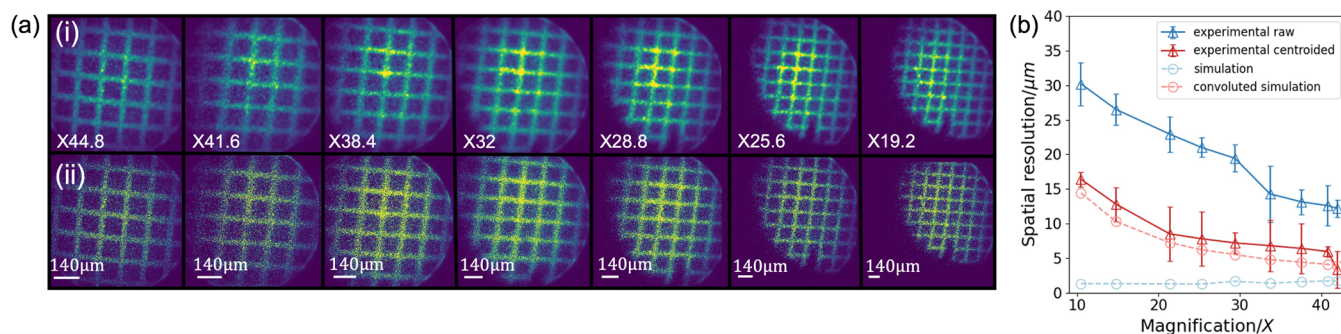 (a)
(i)
X44.8 X41.6 X38.4 X32 X28.8 X25.6 X19.2
(ii)
140μm 140μm 140μm 140μm 140μm 140μm 140μm
(b)
40
35
30
25
20
15
10
5
0
Spatial resolution/μm
experimental raw
experimental centroided
simulation
convoluted simulation
10 20 30 40
Magnification/X